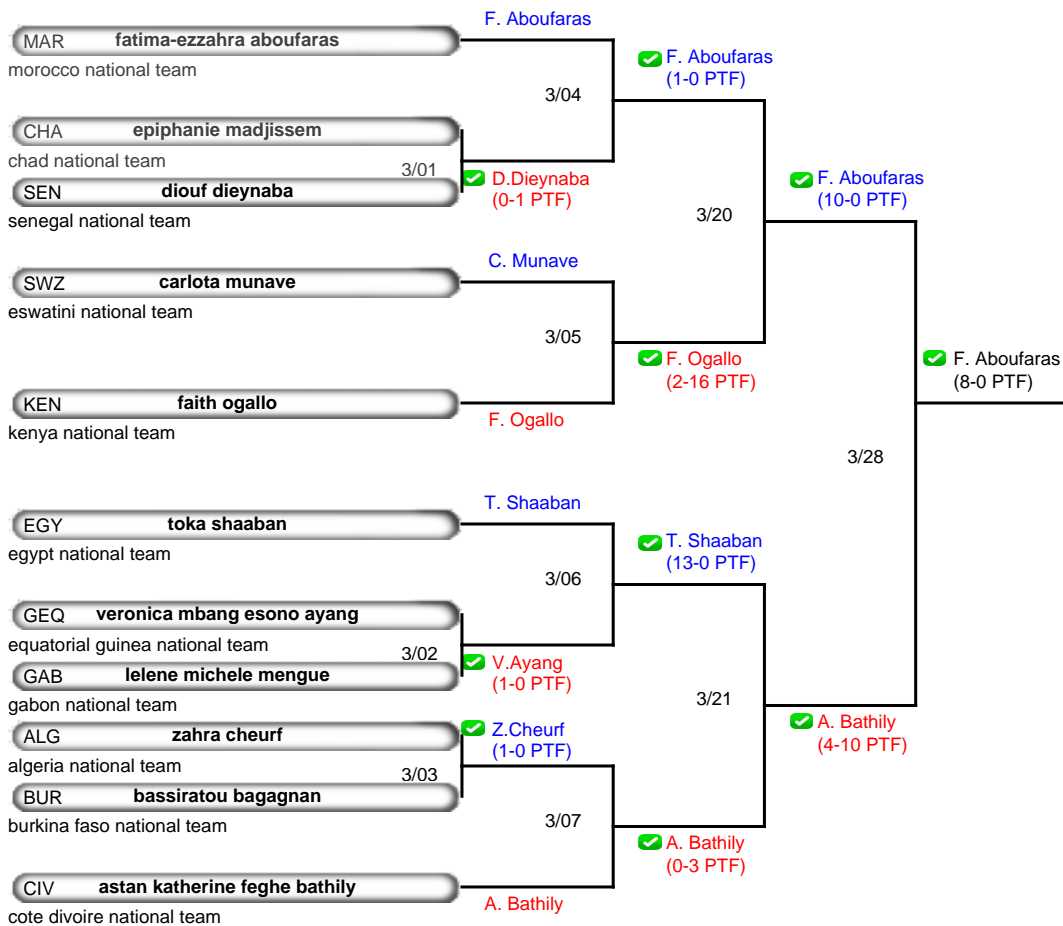 F. Aboufaras
MAR fatima-ezzahra aboufaras
morocco national team
F. Aboufaras
(1-0 PTF)
3/04
CHA epiphanie madjissem
chad national team
3/01
SEN diouf dieynaba
senegal national team
D.Dieynaba
(0-1 PTF)
F. Aboufaras
(10-0 PTF)
3/20
C. Munave
SWZ carlota munave
eswatini national team
3/05
F. Ogallo
(2-16 PTF)
KEN faith ogallo
kenya national team
F. Ogallo
F. Aboufaras
(8-0 PTF)
3/28
T. Shaaban
EGY toka shaaban
egypt national team
T. Shaaban
(13-0 PTF)
3/06
GEQ veronica mbang esono ayang
equatorial guinea national team
3/02
GAB lelene michele mengue
gabon national team
V.Ayang
(1-0 PTF)
3/21
A. Bathily
(4-10 PTF)
ALG zahra cheurf
algeria national team
Z.Cheurf
(1-0 PTF)
3/03
BUR bassiratou bagagnan
burkina faso national team
3/07
A. Bathily
(0-3 PTF)
CIV astan katherine feghe bathily
cote divoire national team
A. Bathily